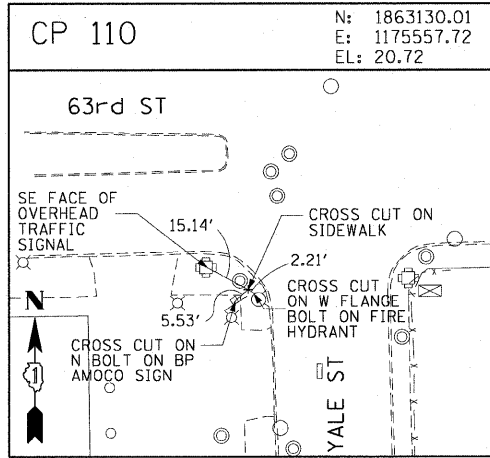 CP 110
N: 1863130.01
E: 1175557.72
EL: 20.72
63rd ST
SE FACE OF
OVERHEAD
TRAFFIC
SIGNAL
15.14'
CROSS CUT ON
SIDEWALK
2.21'
CROSS CUT
ON W FLANGE
BOLT ON FIRE
HYDRANT
5.53'
CROSS CUT ON
N BOLT ON BP
AMOCO SIGN
N
1
YALE ST